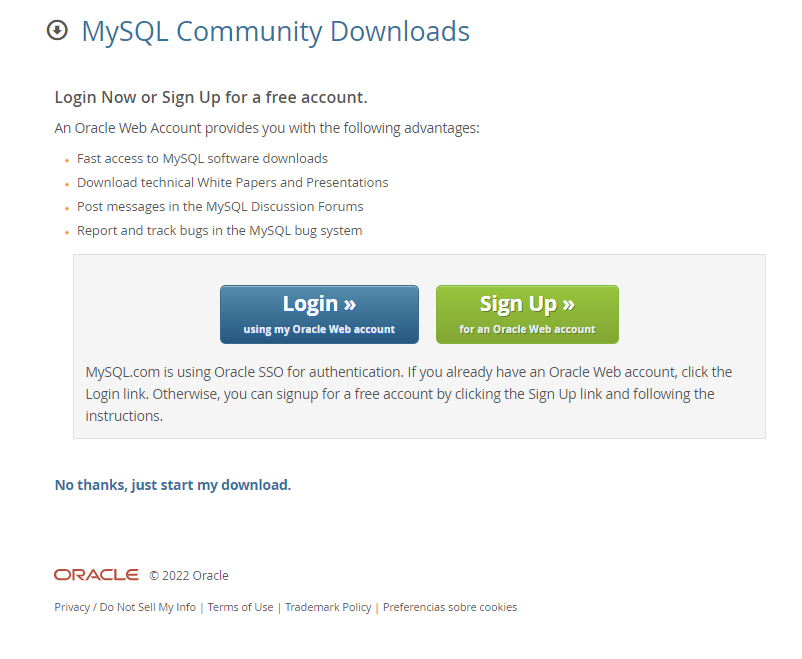 MySQL Community Downloads
Login Now or Sign Up for a free account.
An Oracle Web Account provides you with the following advantages:
Fast access to MySQL software downloads
Download technical White Papers and Presentations
Post messages in the MySQL Discussion Forums
Report and track bugs in the MySQL bug system
Login »
using my Oracle Web account
Sign Up »
for an Oracle Web account
MySQL.com is using Oracle SSO for authentication. If you already have an Oracle Web account, click the
Login link. Otherwise, you can signup for a free account by clicking the Sign Up link and following the
instructions.
No thanks, just start my download.
ORACLE © 2022 Oracle
Privacy / Do Not Sell My Info | Terms of Use | Trademark Policy | Preferencias sobre cookies